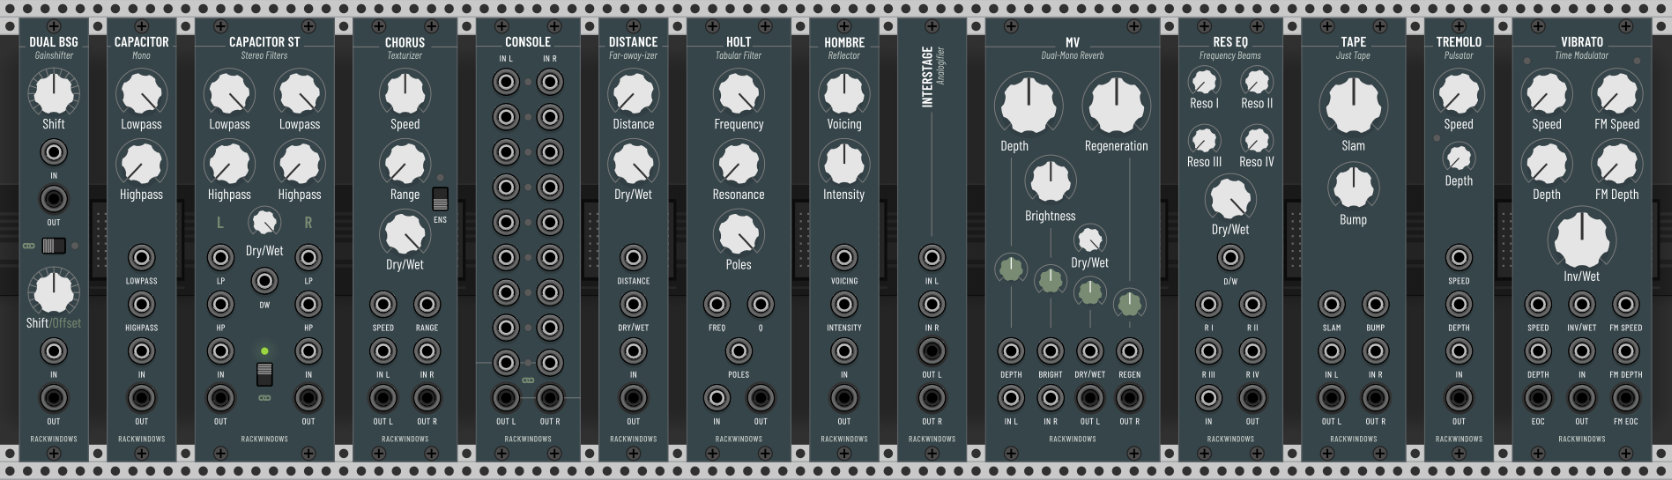 DUAL BSG
Gainshifter
Shift
IN
OUT
Shift/Offset
IN
OUT
RACKWINDOWS
CAPACITOR
Mono
Lowpass
Highpass
LOWPASS
HIGHPASS
IN
OUT
RACKWINDOWS
CAPACITOR ST
Stereo Filters
Lowpass Lowpass
Highpass Highpass
L R
Dry/Wet
LP LP
DW
HP HP
IN IN
OUT OUT
RACKWINDOWS
CHORUS
Texturizer
Speed
Range
ENS
Dry/Wet
SPEED RANGE
IN L IN R
OUT L OUT R
RACKWINDOWS
CONSOLE
IN L IN R
OUT L OUT R
RACKWINDOWS
DISTANCE
Far-away-izer
Distance
Dry/Wet
DISTANCE
DRY/WET
IN
OUT
RACKWINDOWS
HOLT
Tabular Filter
Frequency
Resonance
Poles
FREQ Q
POLES
IN OUT
RACKWINDOWS
HOMBRE
Reflector
Voicing
Intensity
VOICING
INTENSITY
IN
OUT
RACKWINDOWS
INTERSTAGE
Analogifier
IN L
IN R
OUT L
OUT R
RACKWINDOWS
MV
Dual-Mono Reverb
Depth Regeneration
Brightness
Dry/Wet
DEPTH BRIGHT DRY/WET REGEN
IN L IN R OUT L OUT R
RACKWINDOWS
RES EQ
Frequency Beams
Reso I Reso II
Reso III Reso IV
Dry/Wet
D/W
R I R II
R III R IV
IN OUT
RACKWINDOWS
TAPE
Just Tape
Slam
Bump
SLAM BUMP
IN L IN R
OUT L OUT R
RACKWINDOWS
TREMOLO
Pulsator
Speed
Depth
SPEED
DEPTH
IN
OUT
RACKWINDOWS
VIBRATO
Time Modulator
Speed FM Speed
Depth FM Depth
Inv/Wet
SPEED INV/WET FM SPEED
DEPTH IN FM DEPTH
EOC OUT FM EOC
RACKWINDOWS